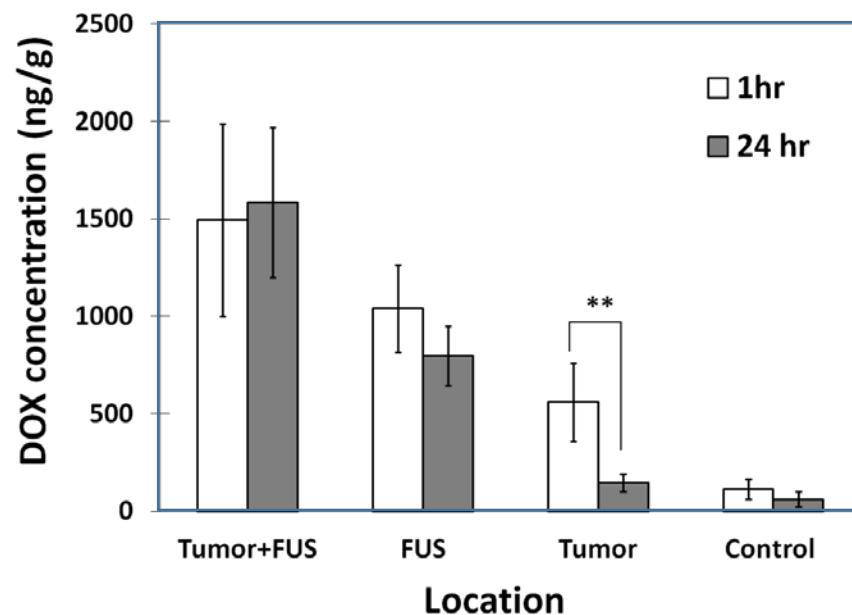 2500
2000
1500
1000
500
0
DOX concentration (ng/g)
1hr
24 hr
**
Tumor+FUS
FUS
Tumor
Control
Location